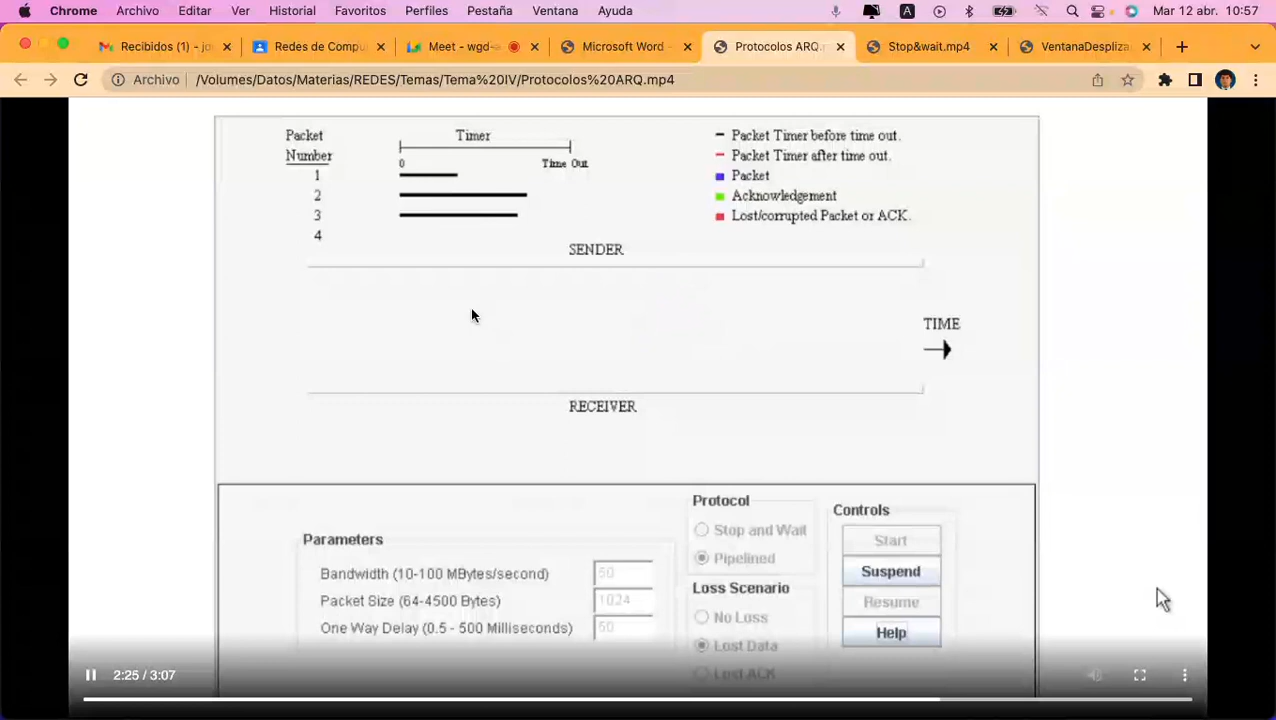 Chrome Archivo Editar Ver Historial Favoritos Perfiles Pestaña Ventana Ayuda A Mar 12 abr. 10:57
Recibidos (1) - jo Redes de Compu Meet - wgd- Microsoft Word - Protocolos ARQ.m Stop&wait.mp4 VentanaDespliza
Archivo /Volumes/Datos/Materias/REDES/Temas/Tema%20IV/Protocolos%20ARQ.mp4
Packet Timer Packet Timer before time out.
Number 0 Time Out Packet Timer after time out.
1 Packet
2 Acknowledgement
3 Lost/corrupted Packet or ACK.
4
SENDER
TIME
RECEIVER
Protocol
Controls
Stop and Wait
Start
Parameters
Pipelined
Bandwidth (10-100 MBytes/second) 50
Suspend
Loss Scenario
Packet Size (64-4500 Bytes) 1024
Resume
No Loss
One Way Delay (0.5 - 500 Milliseconds) 50
Help
Lost Data
Lost ACK
2:25 / 3:07